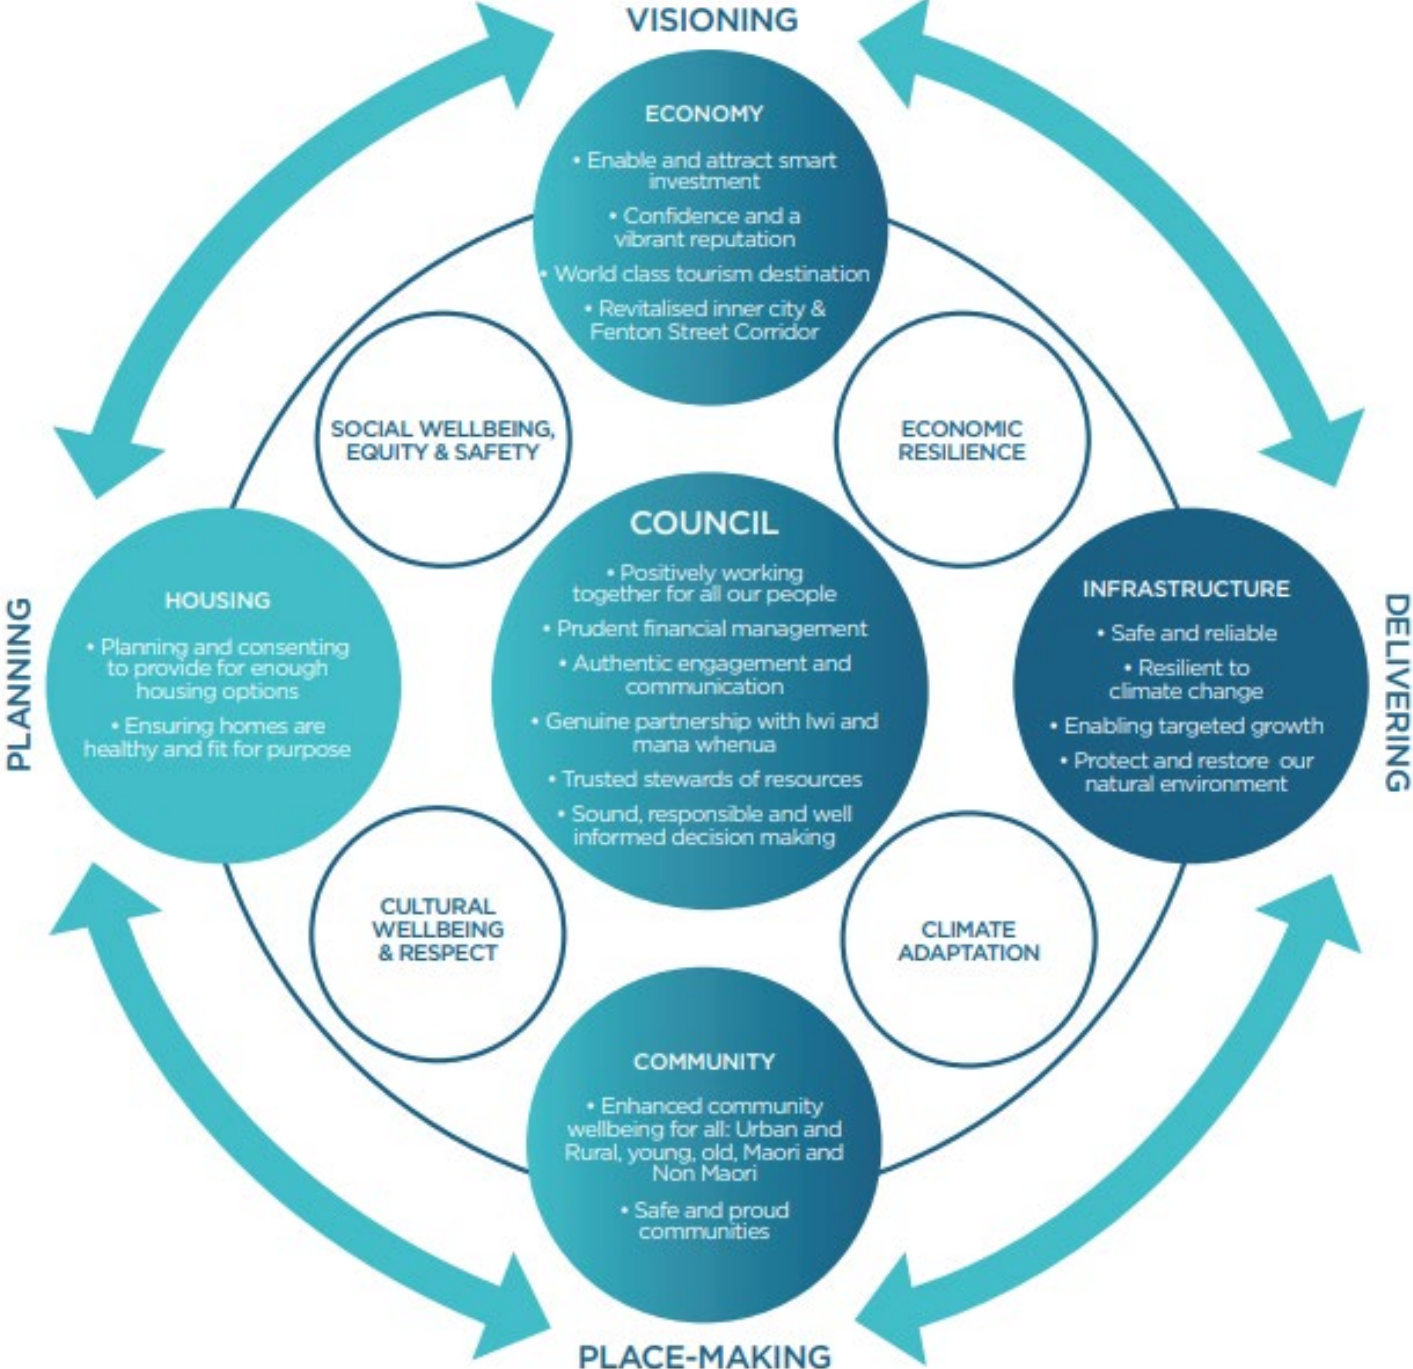 VISIONING
ECONOMY
• Enable and attract smart
investment
• Confidence and a
vibrant reputation
• World class tourism destination
• Revitalised inner city &
Fenton Street Corridor
SOCIAL WELLBEING,
EQUITY & SAFETY
ECONOMIC
RESILIENCE
COUNCIL
• Positively working
together for all our people
• Prudent financial management
• Authentic engagement and
communication
• Genuine partnership with Iwi and
mana whenua
• Trusted stewards of resources
• Sound, responsible and well
informed decision making
PLANNING
HOUSING
• Planning and consenting
to provide for enough
housing options
• Ensuring homes are
healthy and fit for purpose
INFRASTRUCTURE
• Safe and reliable
• Resilient to
climate change
• Enabling targeted growth
• Protect and restore our
natural environment
DELIVERING
CULTURAL
WELLBEING
& RESPECT
CLIMATE
ADAPTATION
COMMUNITY
• Enhanced community
wellbeing for all: Urban and
Rural, young, old, Maori and
Non Maori
• Safe and proud
communities
PLACE-MAKING